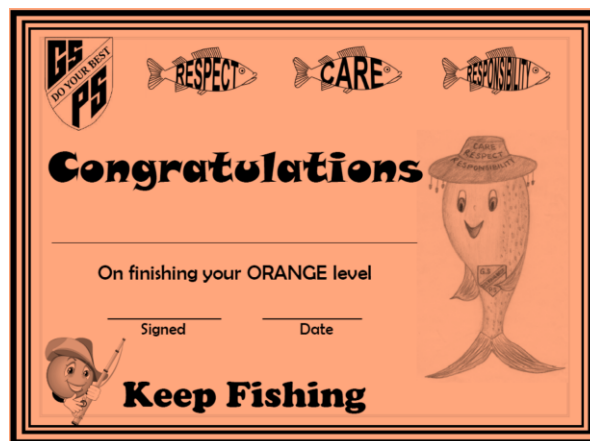 GS
DO YOUR BEST
PS
RESPECT
CARE
RESPONSIBILITY
Congratulations
CARE
RESPECT
RESPONSIBILITY
On finishing your ORANGE level
Signed Date
Keep Fishing